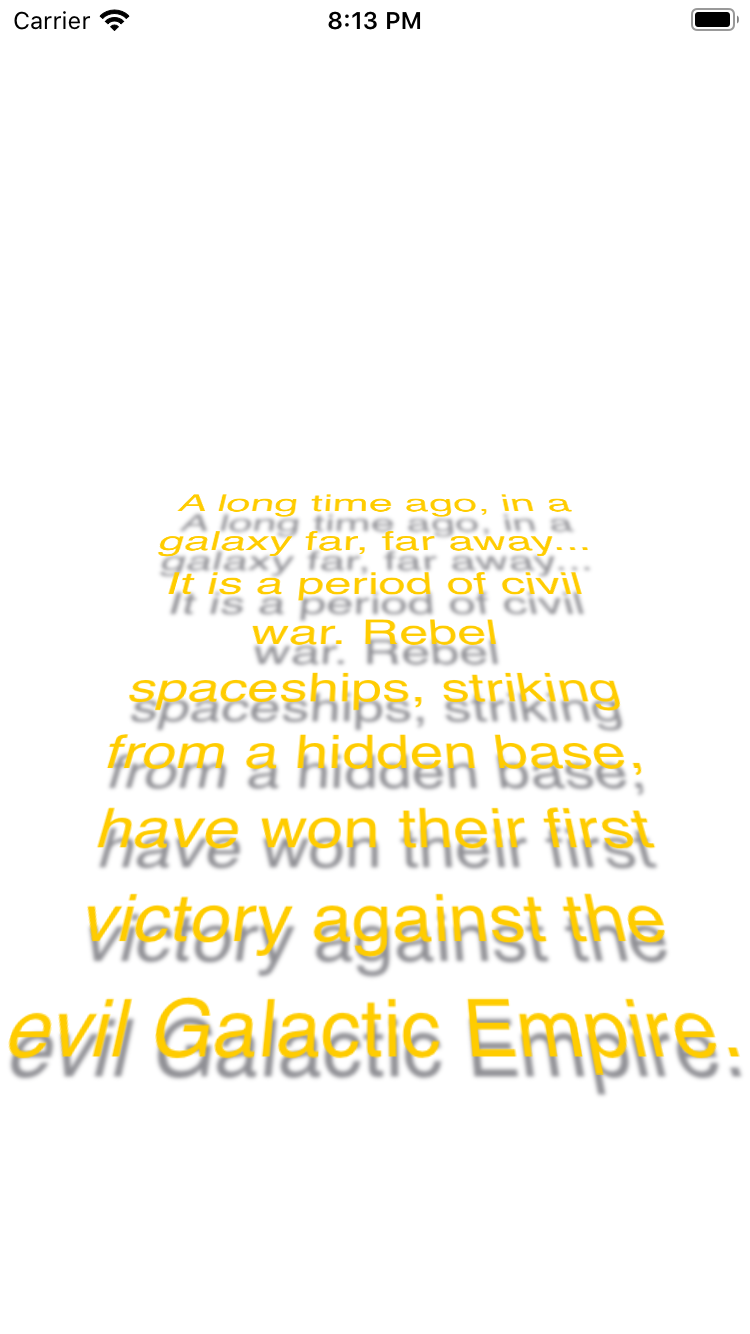 Carrier 8:13 PM
A long time ago, in a
galaxy far, far away...
It is a period of civil
war. Rebel
spaceships, striking
from a hidden base,
have won their first
victory against the
evil Galactic Empire.